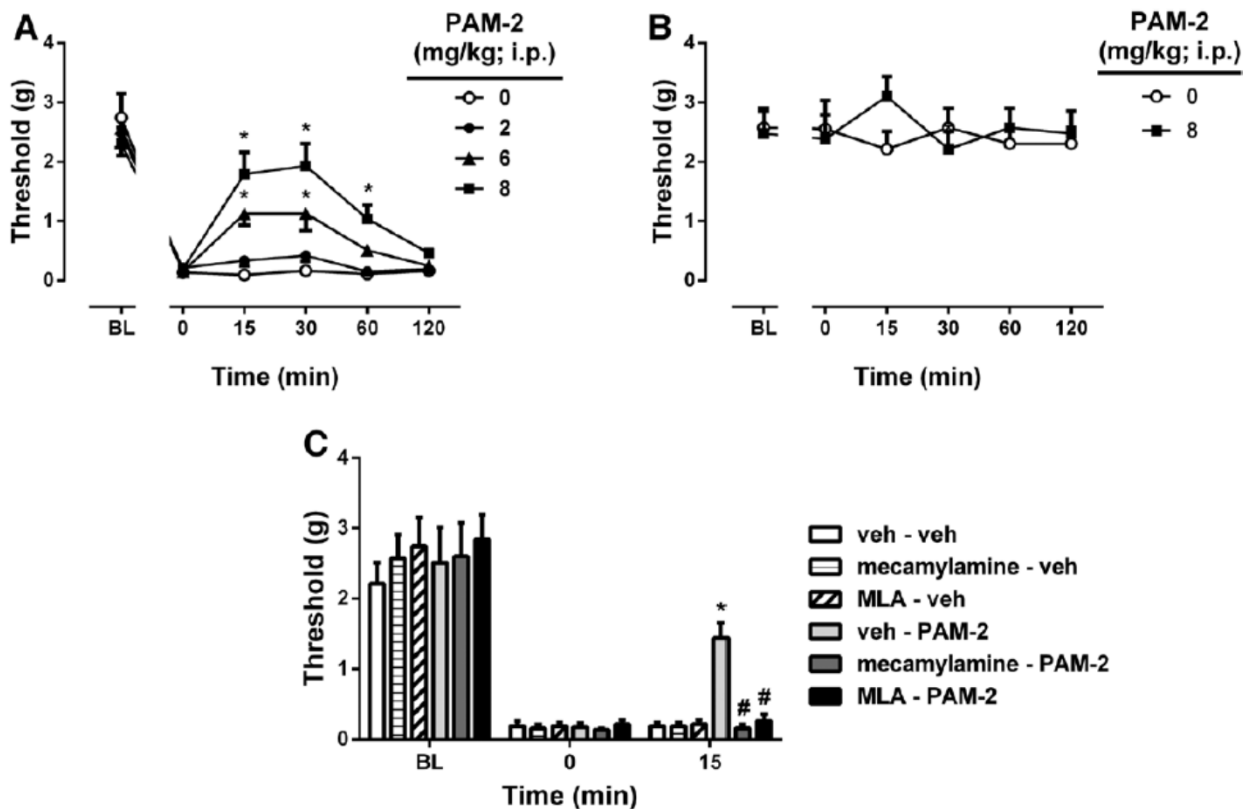 A
PAM-2
(mg/kg; i.p.)
0
2
6
8
Threshold (g)
4
3
2
1
0
*
*
*
*
*
BL
0
15
30
60
120
Time (min)
B
PAM-2
(mg/kg; i.p.)
0
8
Threshold (g)
4
3
2
1
0
BL
0
15
30
60
120
Time (min)
C
Threshold (g)
4
3
2
1
0
*
#
#
BL
0
15
Time (min)
veh - veh
mecamylamine - veh
MLA - veh
veh - PAM-2
mecamylamine - PAM-2
MLA - PAM-2